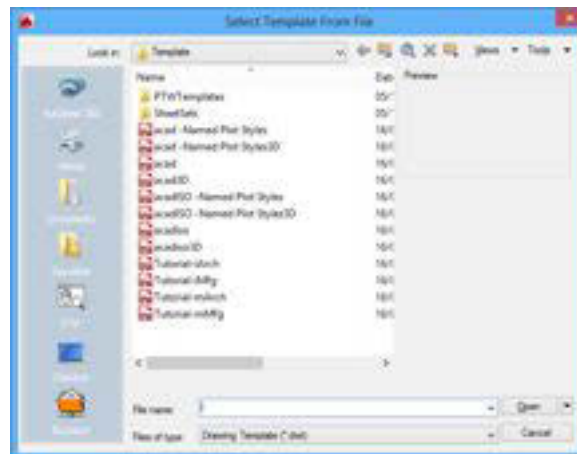 Select Template From File
Look in: Template Views Tools
Name Date Preview
PTWTemplates
SheetSets
acad -Named Plot Styles
acad -Named Plot Styles3D
acad
acad3D
acadISO -Named Plot Styles
acadISO -Named Plot Styles3D
acadiso
acadiso3D
Tutorial-iArch
Tutorial-iMfg
Tutorial-mArch
Tutorial-mMfg
File name: Open
Files of type: Drawing Template (*.dwt) Cancel